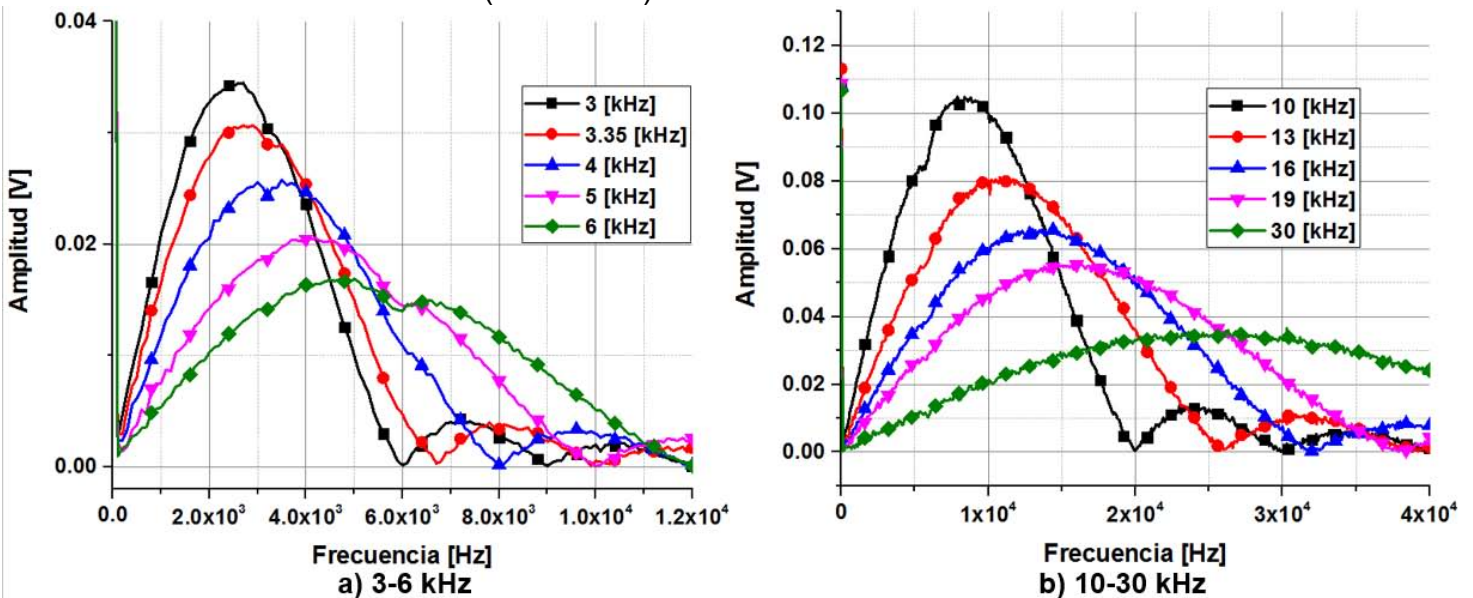 0.04
0.02
0.00
Amplitud [V]
3 [kHz]
3.35 [kHz]
4 [kHz]
5 [kHz]
6 [kHz]
0.0
2.0x10³
4.0x10³
6.0x10³
8.0x10³
1.0x10⁴
1.2x10⁴
Frecuencia [Hz]
a) 3-6 kHz
0.12
0.10
0.08
0.06
0.04
0.02
0.00
Amplitud [V]
10 [kHz]
13 [kHz]
16 [kHz]
19 [kHz]
30 [kHz]
0
1x10⁴
2x10⁴
3x10⁴
4x10⁴
Frecuencia [Hz]
b) 10-30 kHz